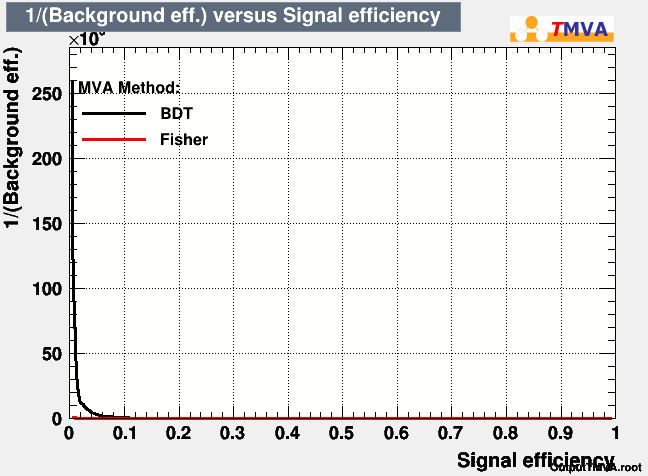 1/(Background eff.) versus Signal efficiency
TMVA
1/(Background eff.)
MVA Method:
BDT
Fisher
250
200
150
100
50
0
0 0.1 0.2 0.3 0.4 0.5 0.6 0.7 0.8 0.9 1
Signal efficiency
OutputTMVA.root